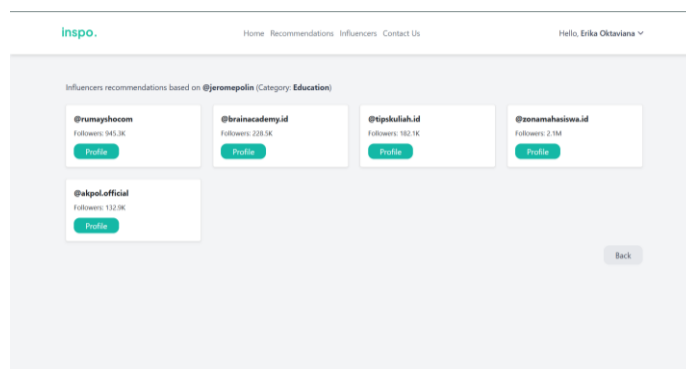 inspo.
Home Recommendations Influencers Contact Us
Hello, Erika Oktaviana
Influencers recommendations based on @jeromepolin (Category: Education)
@rumayshocom
Followers: 945.3K
Profile
@brainacademy.id
Followers: 228.5K
Profile
@tipskuliah.id
Followers: 182.1K
Profile
@zonamahasiswa.id
Followers: 2.1M
Profile
@akpol.official
Followers: 132.9K
Profile
Back